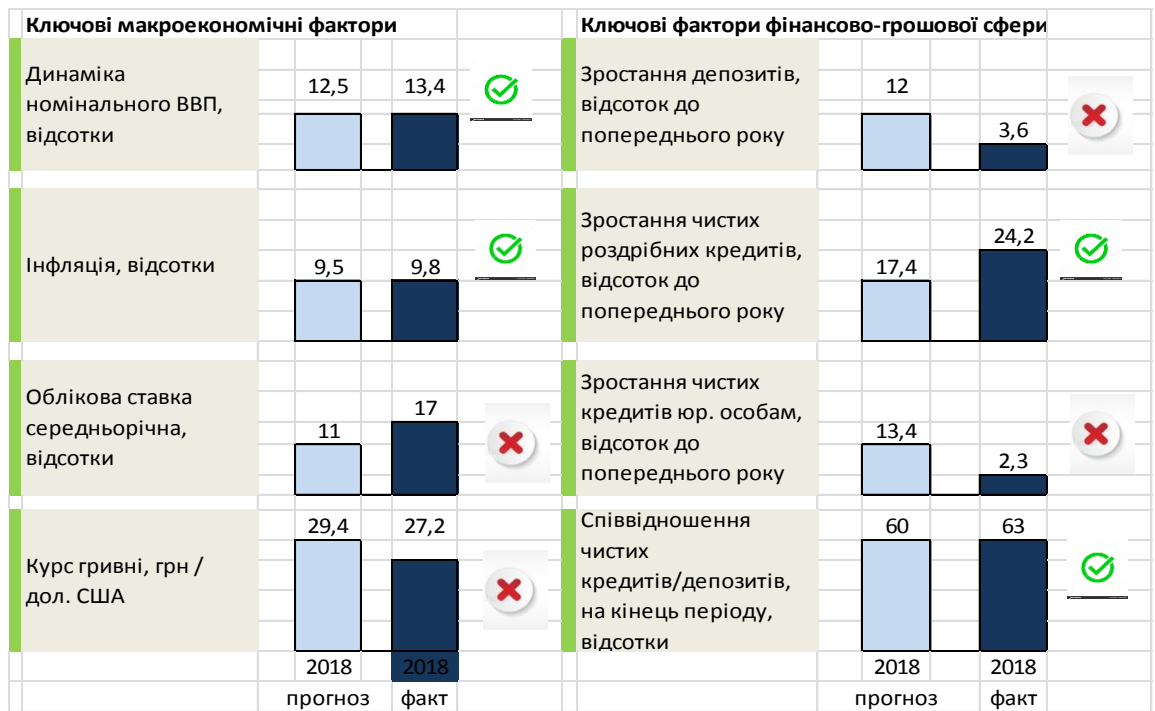 Ключові макроекономічні фактори
Динаміка
номінального ВВП,
відсотки
12,5 13,4
Інфляція, відсотки
9,5 9,8
Облікова ставка
середньорічна,
відсотки
11 17
Курс гривні, грн /
дол. США
29,4 27,2
2018 2018
прогноз факт
Ключові фактори фінансово-грошової сфери
Зростання депозитів,
відсоток до
попереднього року
12 3,6
Зростання чистих
роздрібних кредитів,
відсоток до
попереднього року
17,4 24,2
Зростання чистих
кредитів юр. особам,
відсоток до
попереднього року
13,4 2,3
Співвідношення
чистих
кредитів/депозитів,
на кінець періоду,
відсотки
60 63
2018 2018
прогноз факт